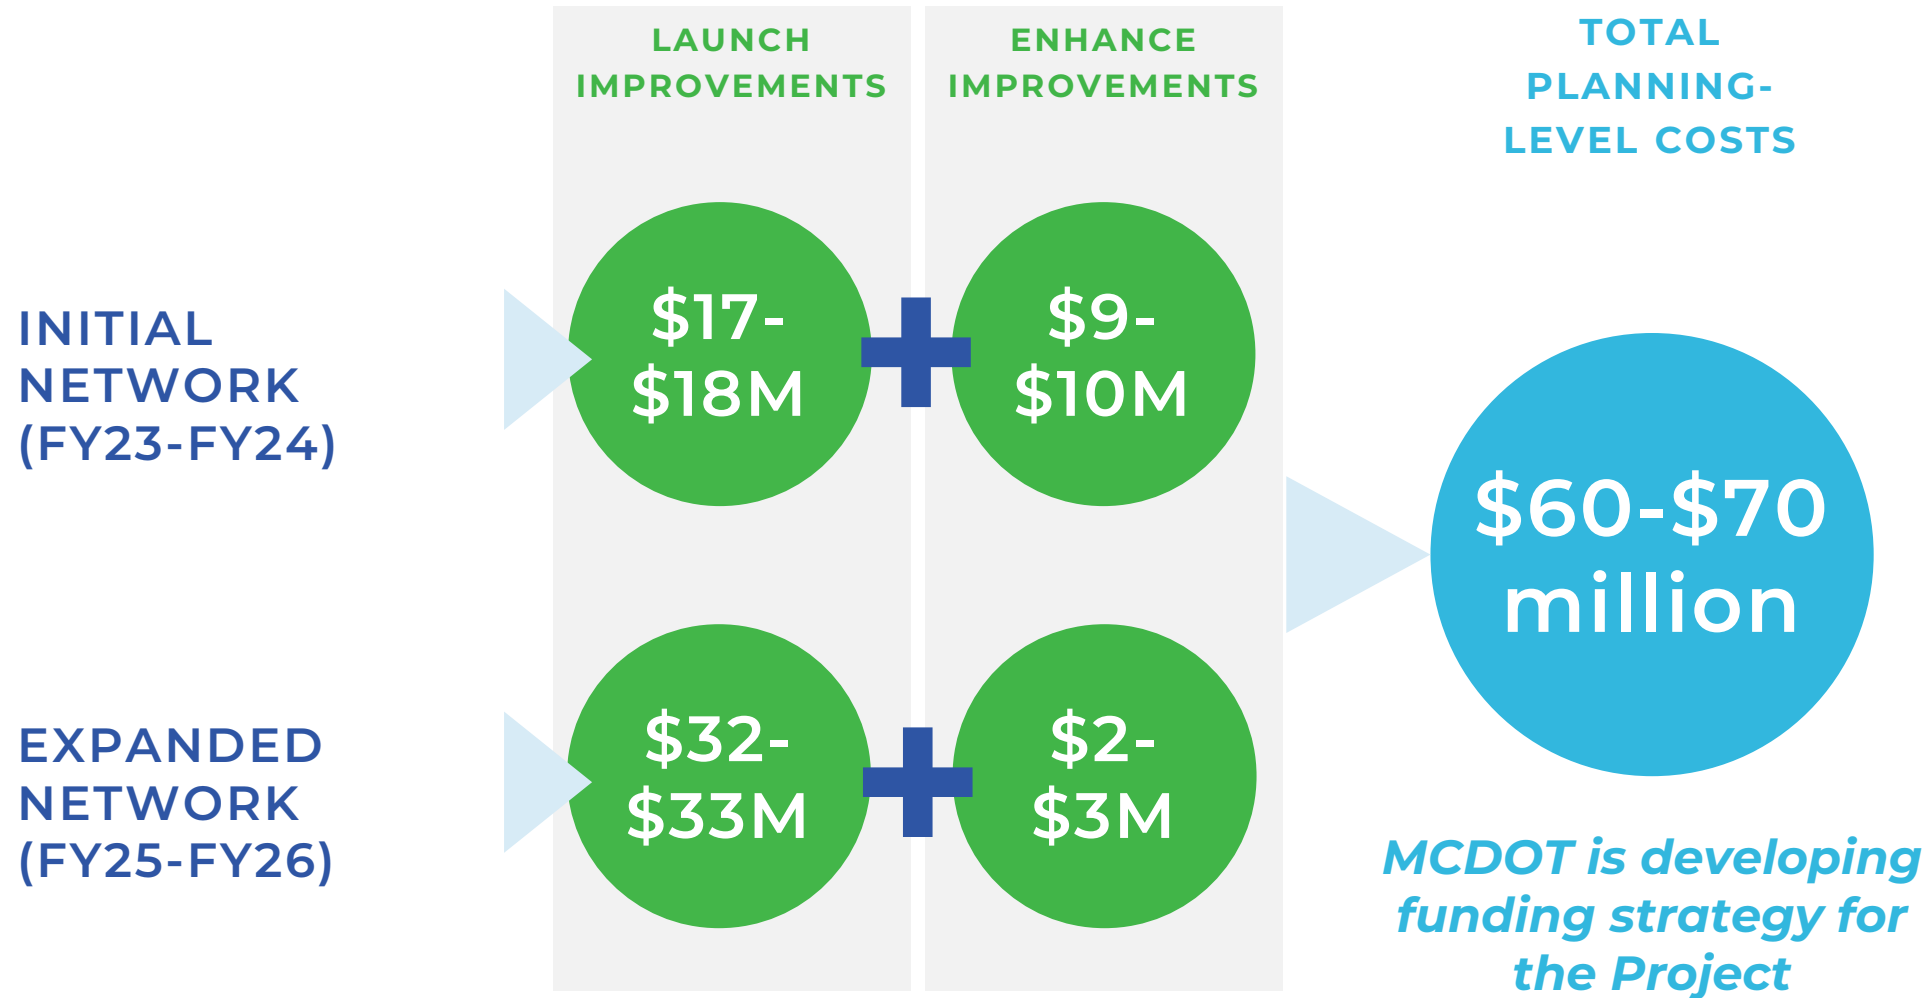 LAUNCH
IMPROVEMENTS
ENHANCE
IMPROVEMENTS
TOTAL
PLANNING-
LEVEL COSTS
INITIAL
NETWORK
(FY23-FY24)
$17-
$18M
$9-
$10M
$60-$70
million
EXPANDED
NETWORK
(FY25-FY26)
$32-
$33M
$2-
$3M
MCDOT is developing
funding strategy for
the Project